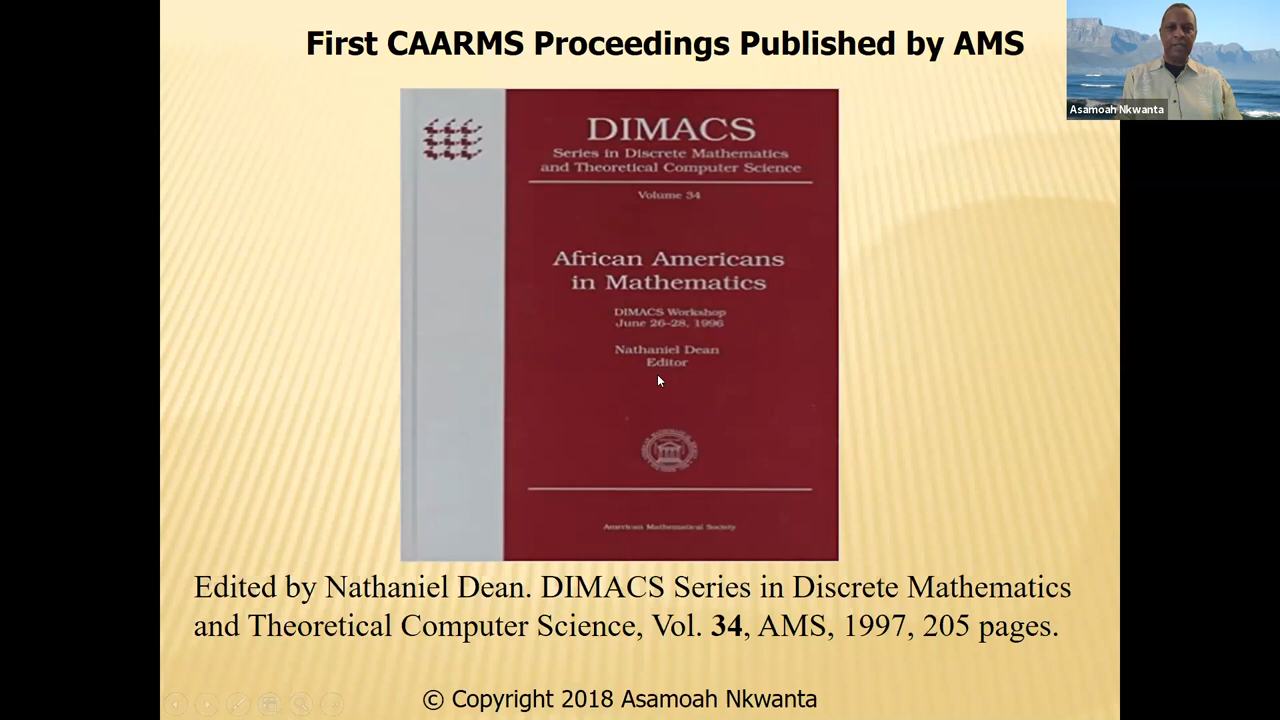 First CAARMS Proceedings Published by AMS
Asamoah Nkwanta
DIMACS
Series in Discrete Mathematics
and Theoretical Computer Science
Volume 34
African Americans
in Mathematics
DIMACS Workshop
June 26–28, 1996
Nathaniel Dean
Editor
American Mathematical Society
Edited by Nathaniel Dean. DIMACS Series in Discrete Mathematics
and Theoretical Computer Science, Vol. 34, AMS, 1997, 205 pages.
© Copyright 2018 Asamoah Nkwanta